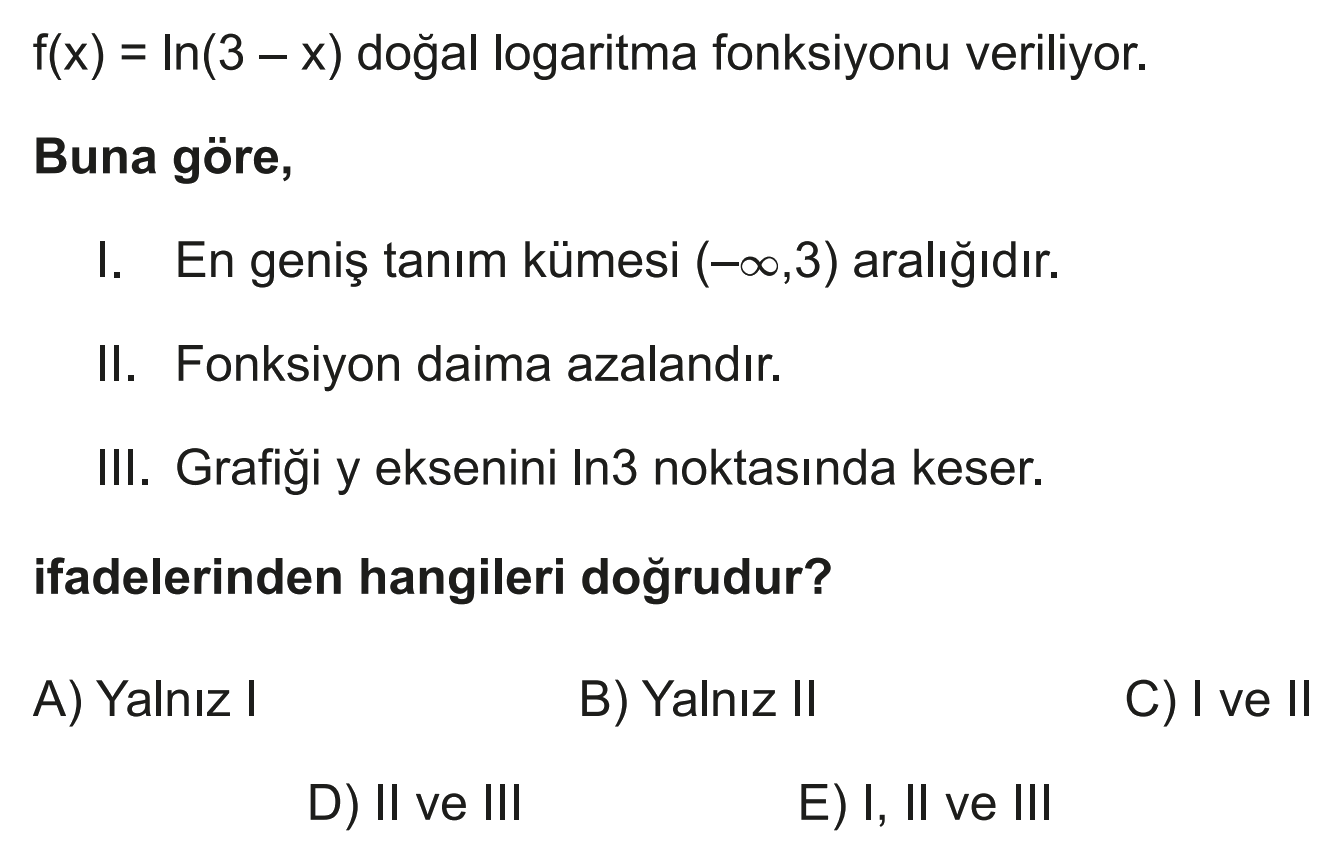 f(x) = ln(3 – x) doğal logaritma fonksiyonu veriliyor.
Buna göre,
I. En geniş tanım kümesi (–∞,3) aralığıdır.
II. Fonksiyon daima azalandır.
III. Grafiği y eksenini ln3 noktasında keser.
ifadelerinden hangileri doğrudur?
A) Yalnız I B) Yalnız II C) I ve II
D) II ve III E) I, II ve III